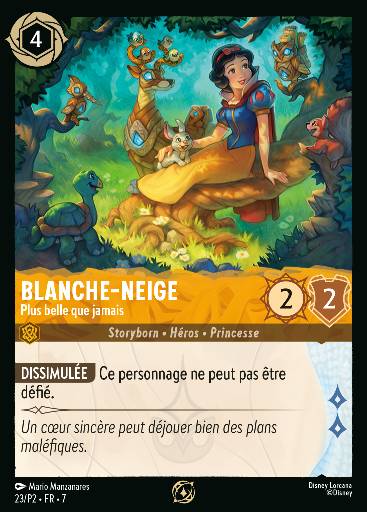 4
BLANCHE-NEIGE
Plus belle que jamais
2
2
Storyborn • Héros • Princesse
DISSIMULÉE Ce personnage ne peut pas être
défié.
Un cœur sincère peut déjouer bien des plans
maléfiques.
Mario Manzanares
23/P2 • FR • 7
Disney Lorcana
©Disney